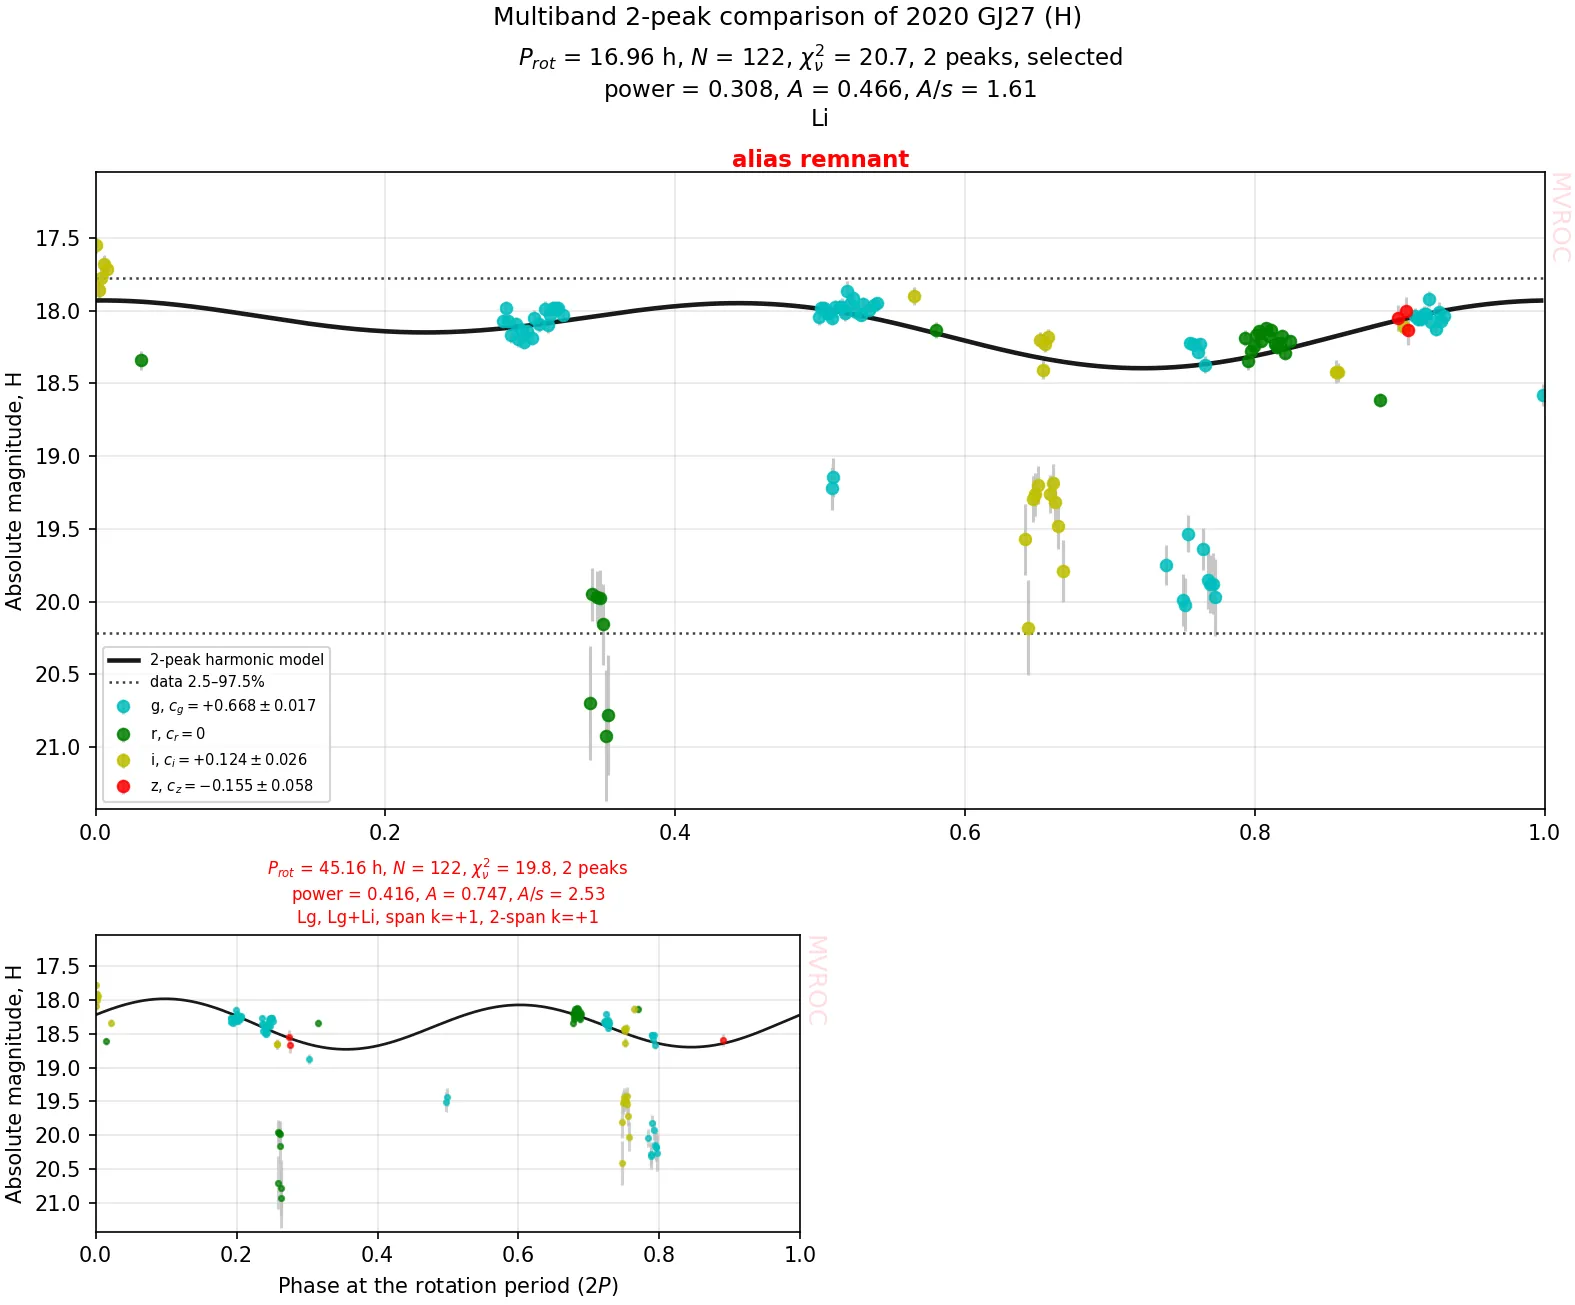 Multiband 2-peak comparison of 2020 GJ27 (H)
P_rot = 16.96 h, N = 122, χ²_ν = 20.7, 2 peaks, selected
power = 0.308, A = 0.466, A/s = 1.61
Li
alias remnant
MVROC
17.5
18.0
18.5
19.0
19.5
20.0
20.5
21.0
Absolute magnitude, H
2-peak harmonic model
data 2.5–97.5%
g, c_g = +0.668 ± 0.017
r, c_r = 0
i, c_i = +0.124 ± 0.026
z, c_z = −0.155 ± 0.058
0.0 0.2 0.4 0.6 0.8 1.0
P_rot = 45.16 h, N = 122, χ²_ν = 19.8, 2 peaks
power = 0.416, A = 0.747, A/s = 2.53
Lg, Lg+Li, span k=+1, 2-span k=+1
MVROC
17.5
18.0
18.5
19.0
19.5
20.0
20.5
21.0
Absolute magnitude, H
0.0 0.2 0.4 0.6 0.8 1.0
Phase at the rotation period (2P)